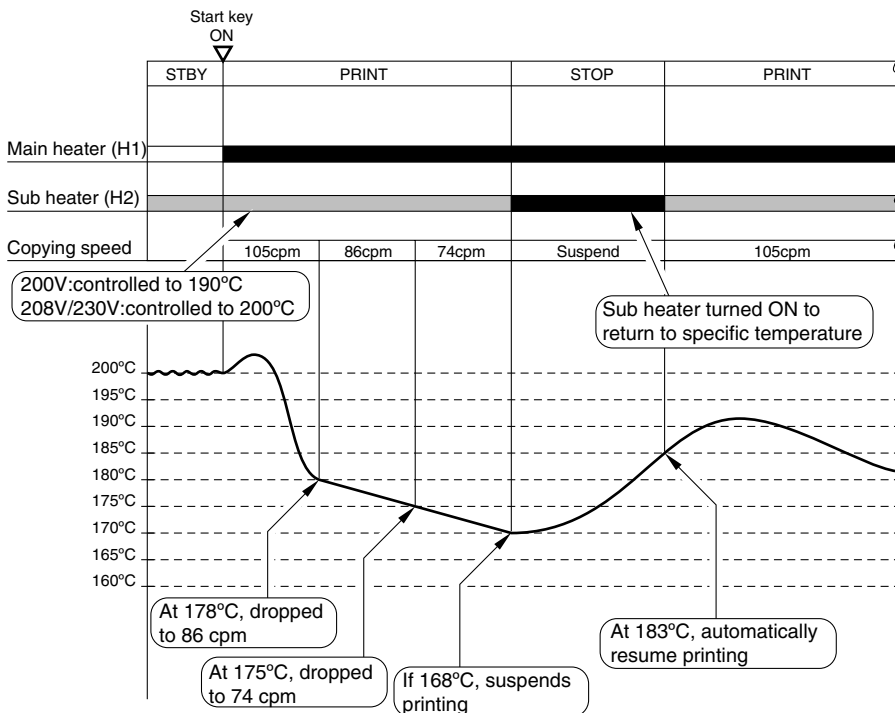 Start key
ON
STBY PRINT STOP PRINT
Main heater (H1)
Sub heater (H2)
Copying speed 105cpm 86cpm 74cpm Suspend 105cpm
200V:controlled to 190ºC
208V/230V:controlled to 200ºC
Sub heater turned ON to
return to specific temperature
200ºC
195ºC
190ºC
185ºC
180ºC
175ºC
170ºC
165ºC
160ºC
At 178ºC, dropped
to 86 cpm
At 175ºC, dropped
to 74 cpm
If 168ºC, suspends
printing
At 183ºC, automatically
resume printing